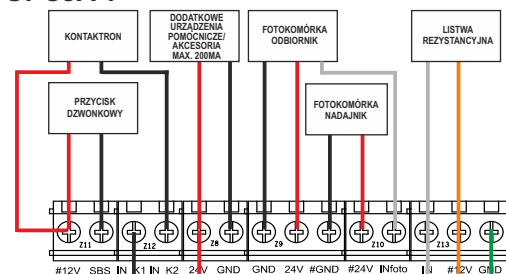 KONTAKTRON
DODATKOWE
URZĄDZENIA
POMOCNICZE/
AKCESORIA
MAX. 200MA
FOTOKOMÓRKA
ODBIORNIK
LISTWA
REZYSTANCYJNA
PRZYCISK
DZWONKOWY
FOTOKOMÓRKA
NADAJNIK
Z11 Z12 Z8 Z9 Z10 Z13
#12V SBS IN K1 IN K2 24V GND GND 24V #GND #24V INfoto IN #12V GND